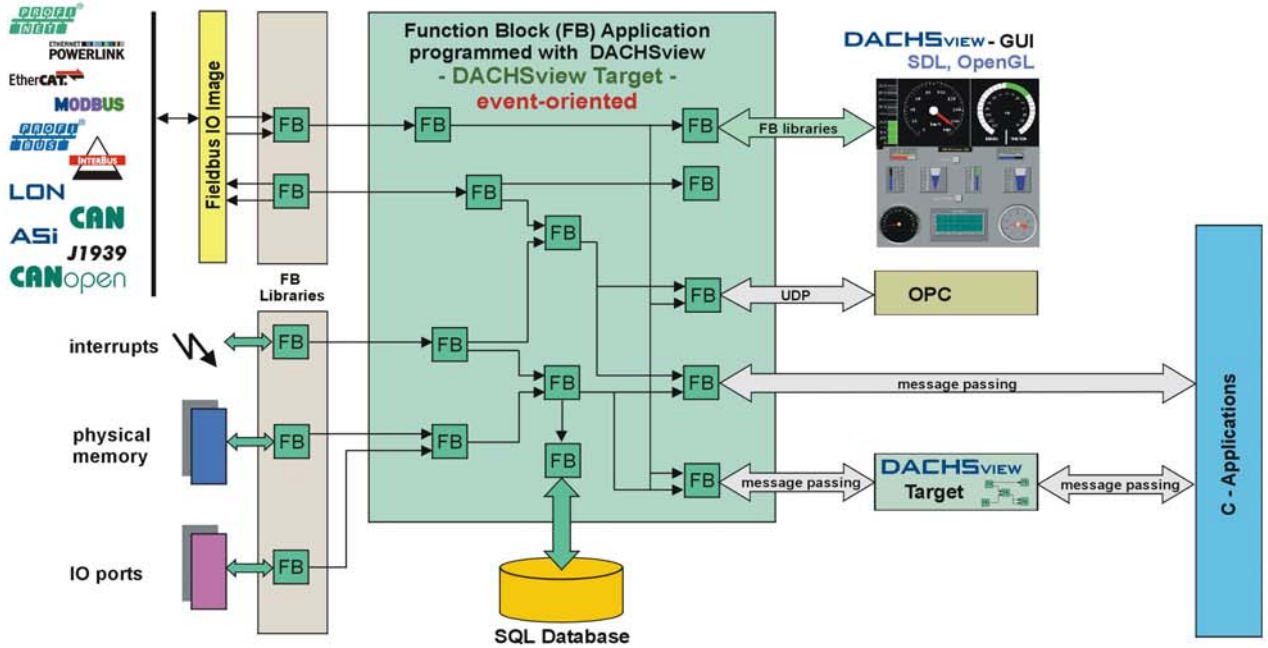 PROFI
NET
ETHERNET
POWERLINK
EtherCAT.
MODBUS
PROFI
BUS
INTERBUS
LON
CAN
ASi
J1939
CANopen
Fieldbus IO Image
FB
FB
FB
Libraries
interrupts
FB
physical
memory
FB
IO ports
FB
Function Block (FB) Application
programmed with DACHSview
- DACHSview Target -
event-oriented
FB
FB
FB
FB
FB
FB
FB
FB
FB
FB
FB
FB
SQL Database
FB libraries
DACHSVIEW - GUI
SDL, OpenGL
UDP
OPC
message passing
message passing
DACHSVIEW
Target
message passing
C - Applications